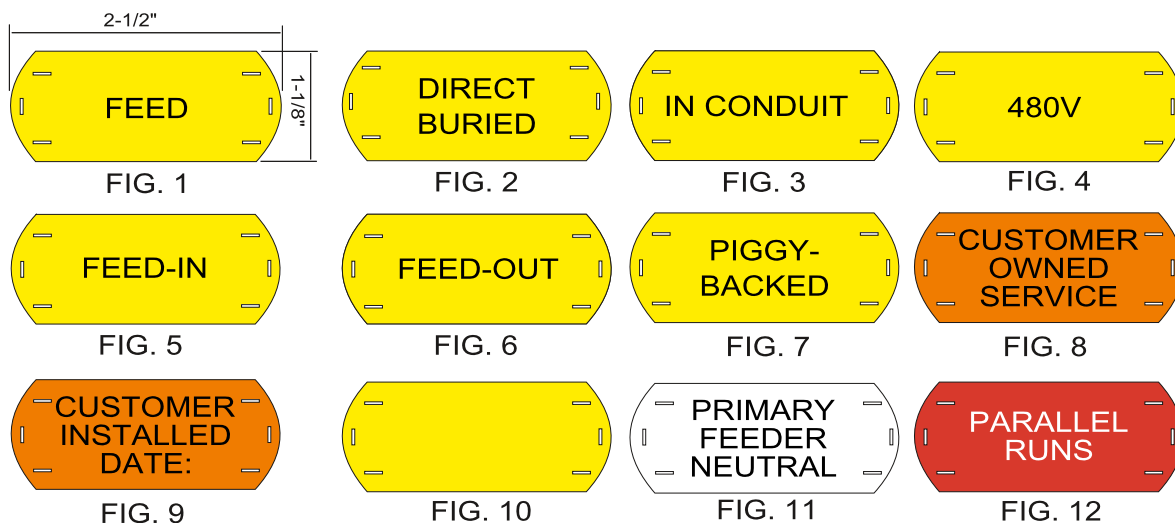 2-1/2"
1-1/8"
FEED
FIG. 1
DIRECT
BURIED
FIG. 2
IN CONDUIT
FIG. 3
480V
FIG. 4
FEED-IN
FIG. 5
FEED-OUT
FIG. 6
PIGGY-
BACKED
FIG. 7
CUSTOMER
OWNED
SERVICE
FIG. 8
CUSTOMER
INSTALLED
DATE:
FIG. 9
FIG. 10
PRIMARY
FEEDER
NEUTRAL
FIG. 11
PARALLEL
RUNS
FIG. 12